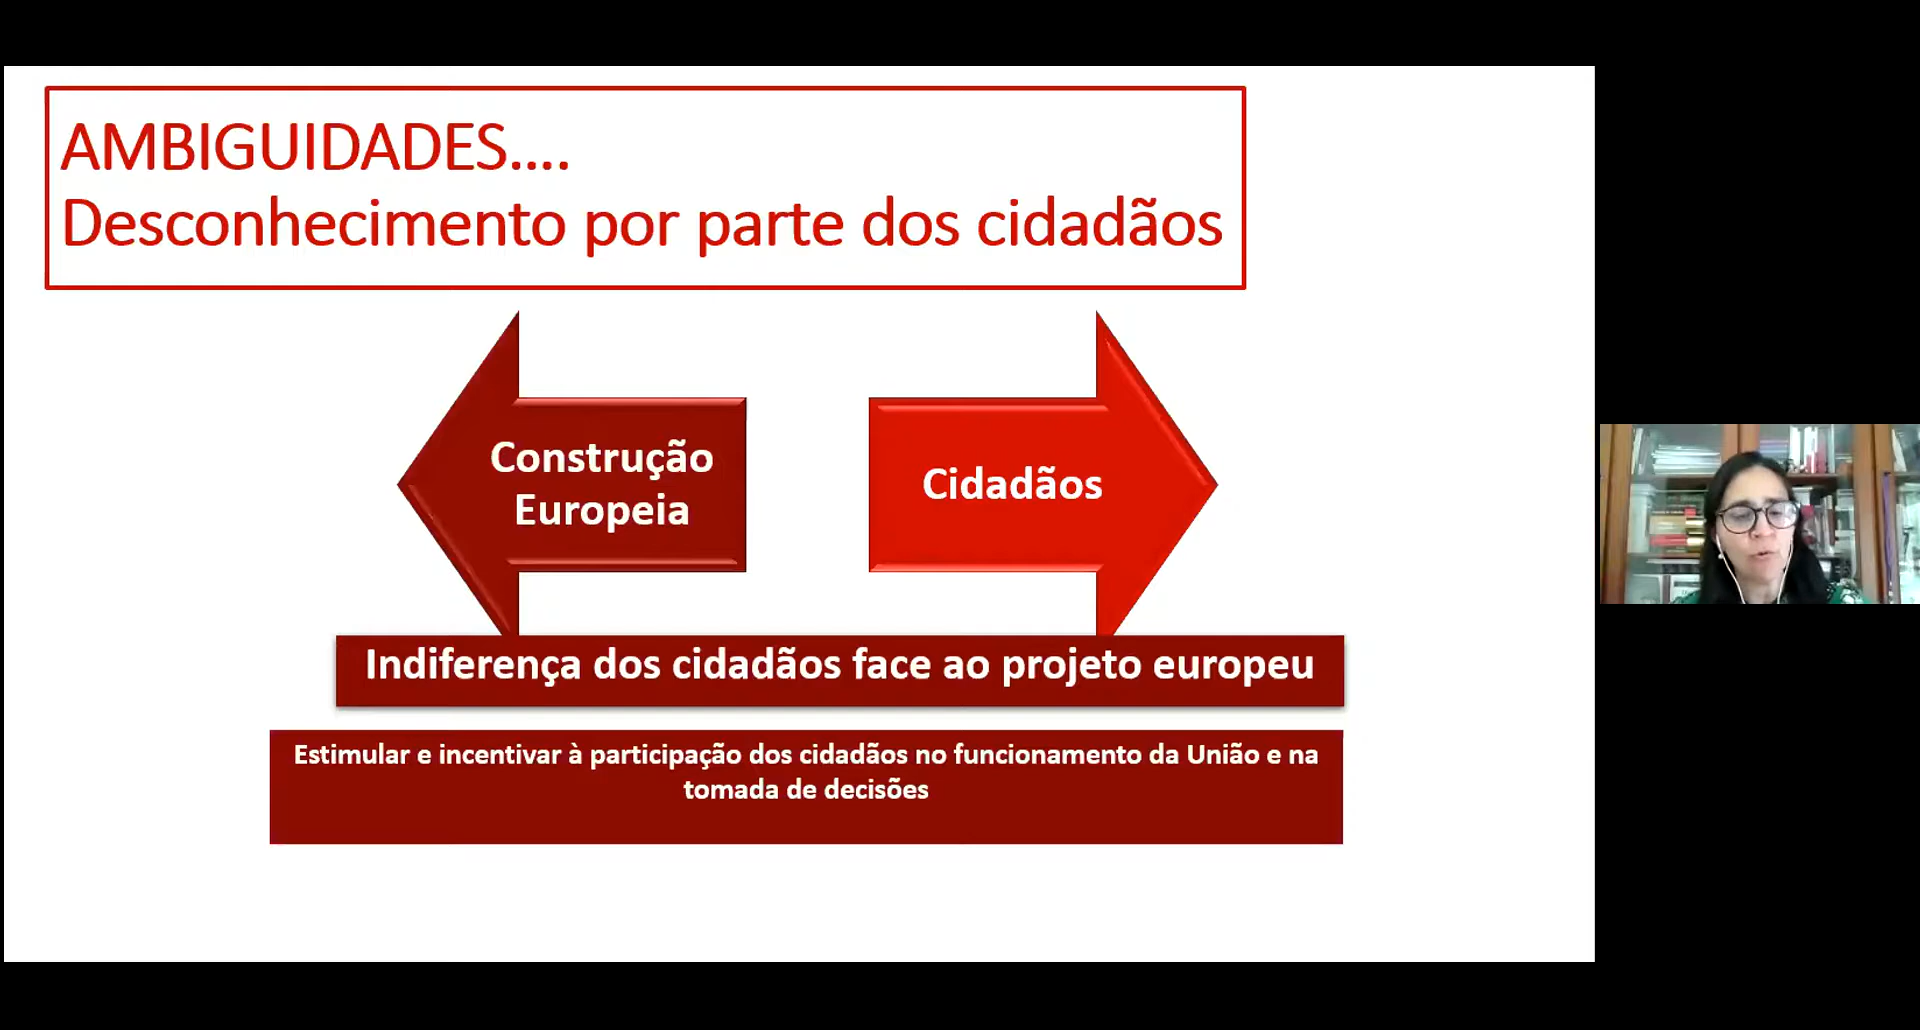 AMBIGUIDADES....
Desconhecimento por parte dos cidadãos
Construção
Europeia
Cidadãos
Indiferença dos cidadãos face ao projeto europeu
Estimular e incentivar à participação dos cidadãos no funcionamento da União e na
tomada de decisões